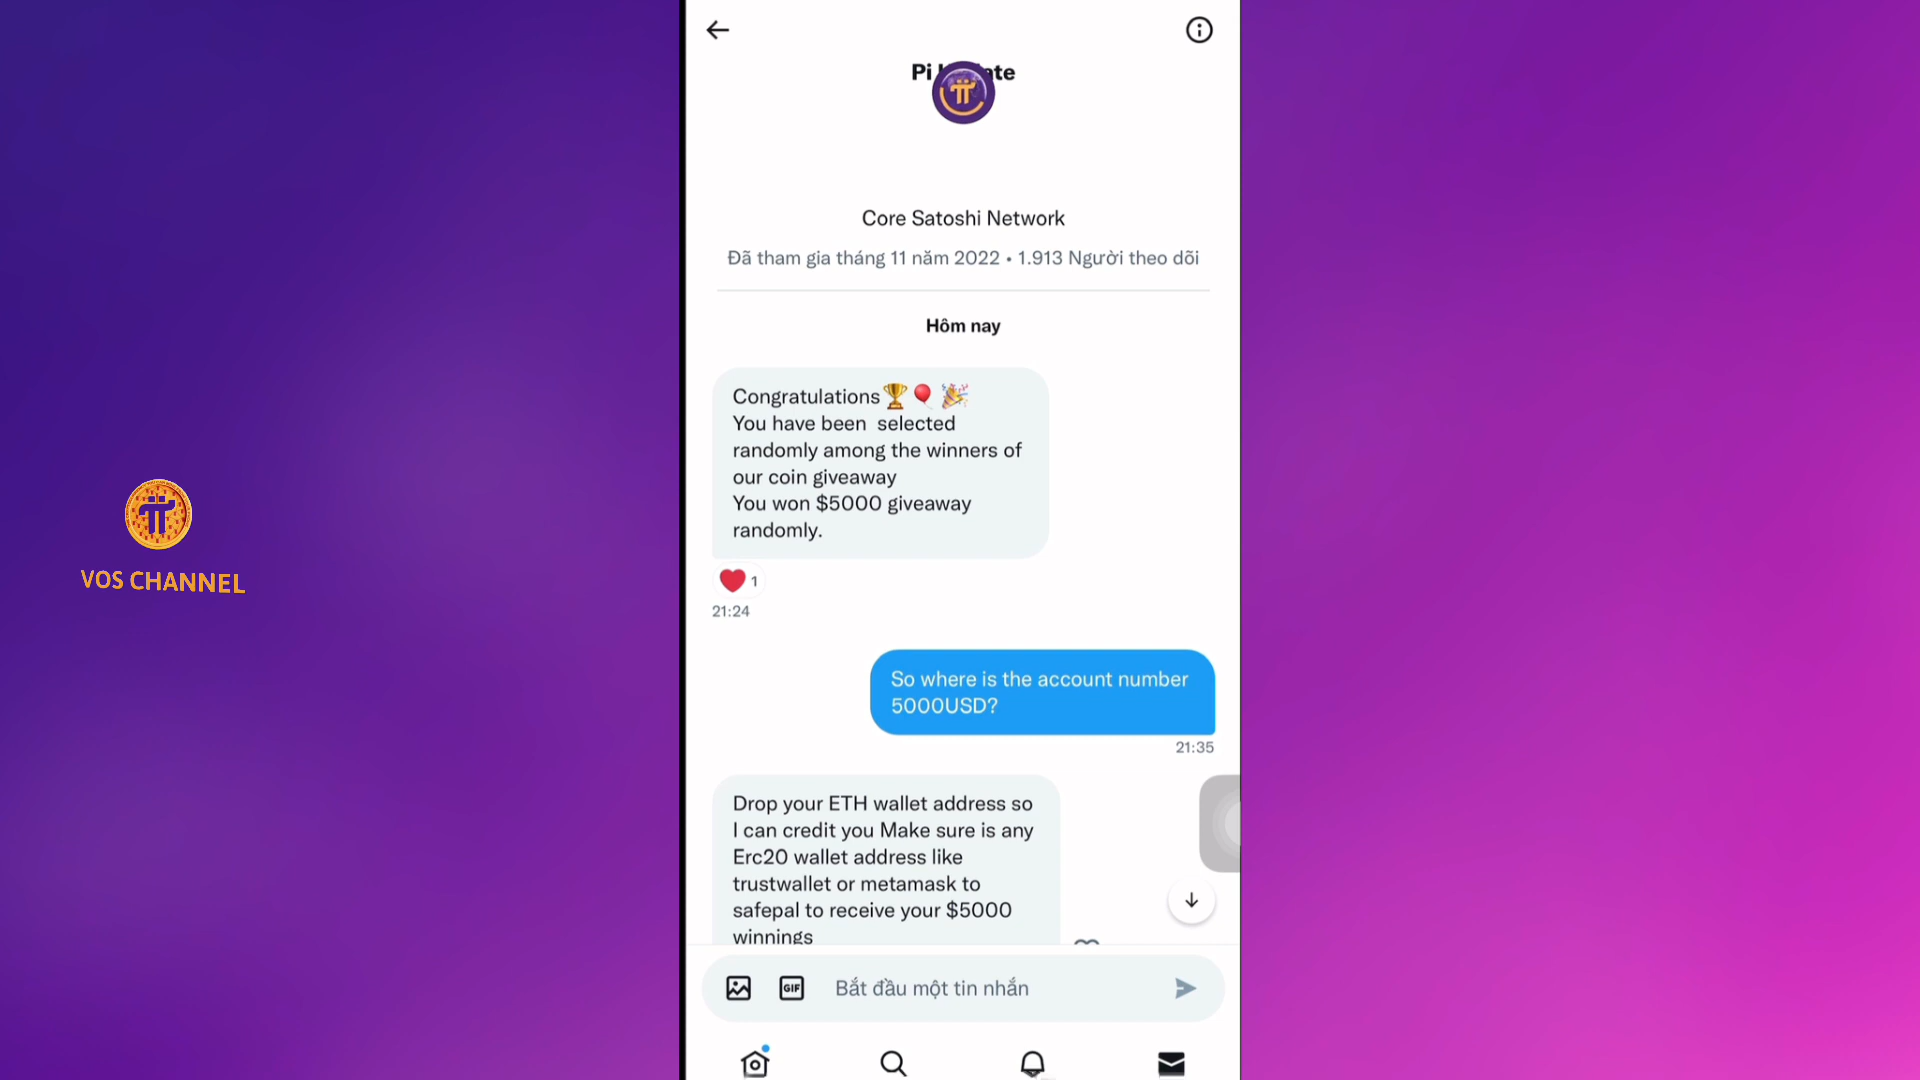 Pi
te
Core Satoshi Network
Đã tham gia tháng 11 năm 2022 • 1.913 Người theo dõi
Hôm nay
Congratulations🏆🎈🎉
You have been selected
randomly among the winners of
our coin giveaway
You won $5000 giveaway
randomly.
❤️ 1
21:24
So where is the account number
5000USD?
21:35
Drop your ETH wallet address so
I can credit you Make sure is any
Erc20 wallet address like
trustwallet or metamask to
safepal to receive your $5000
winnings
GIF
Bắt đầu một tin nhắn
VOS CHANNEL